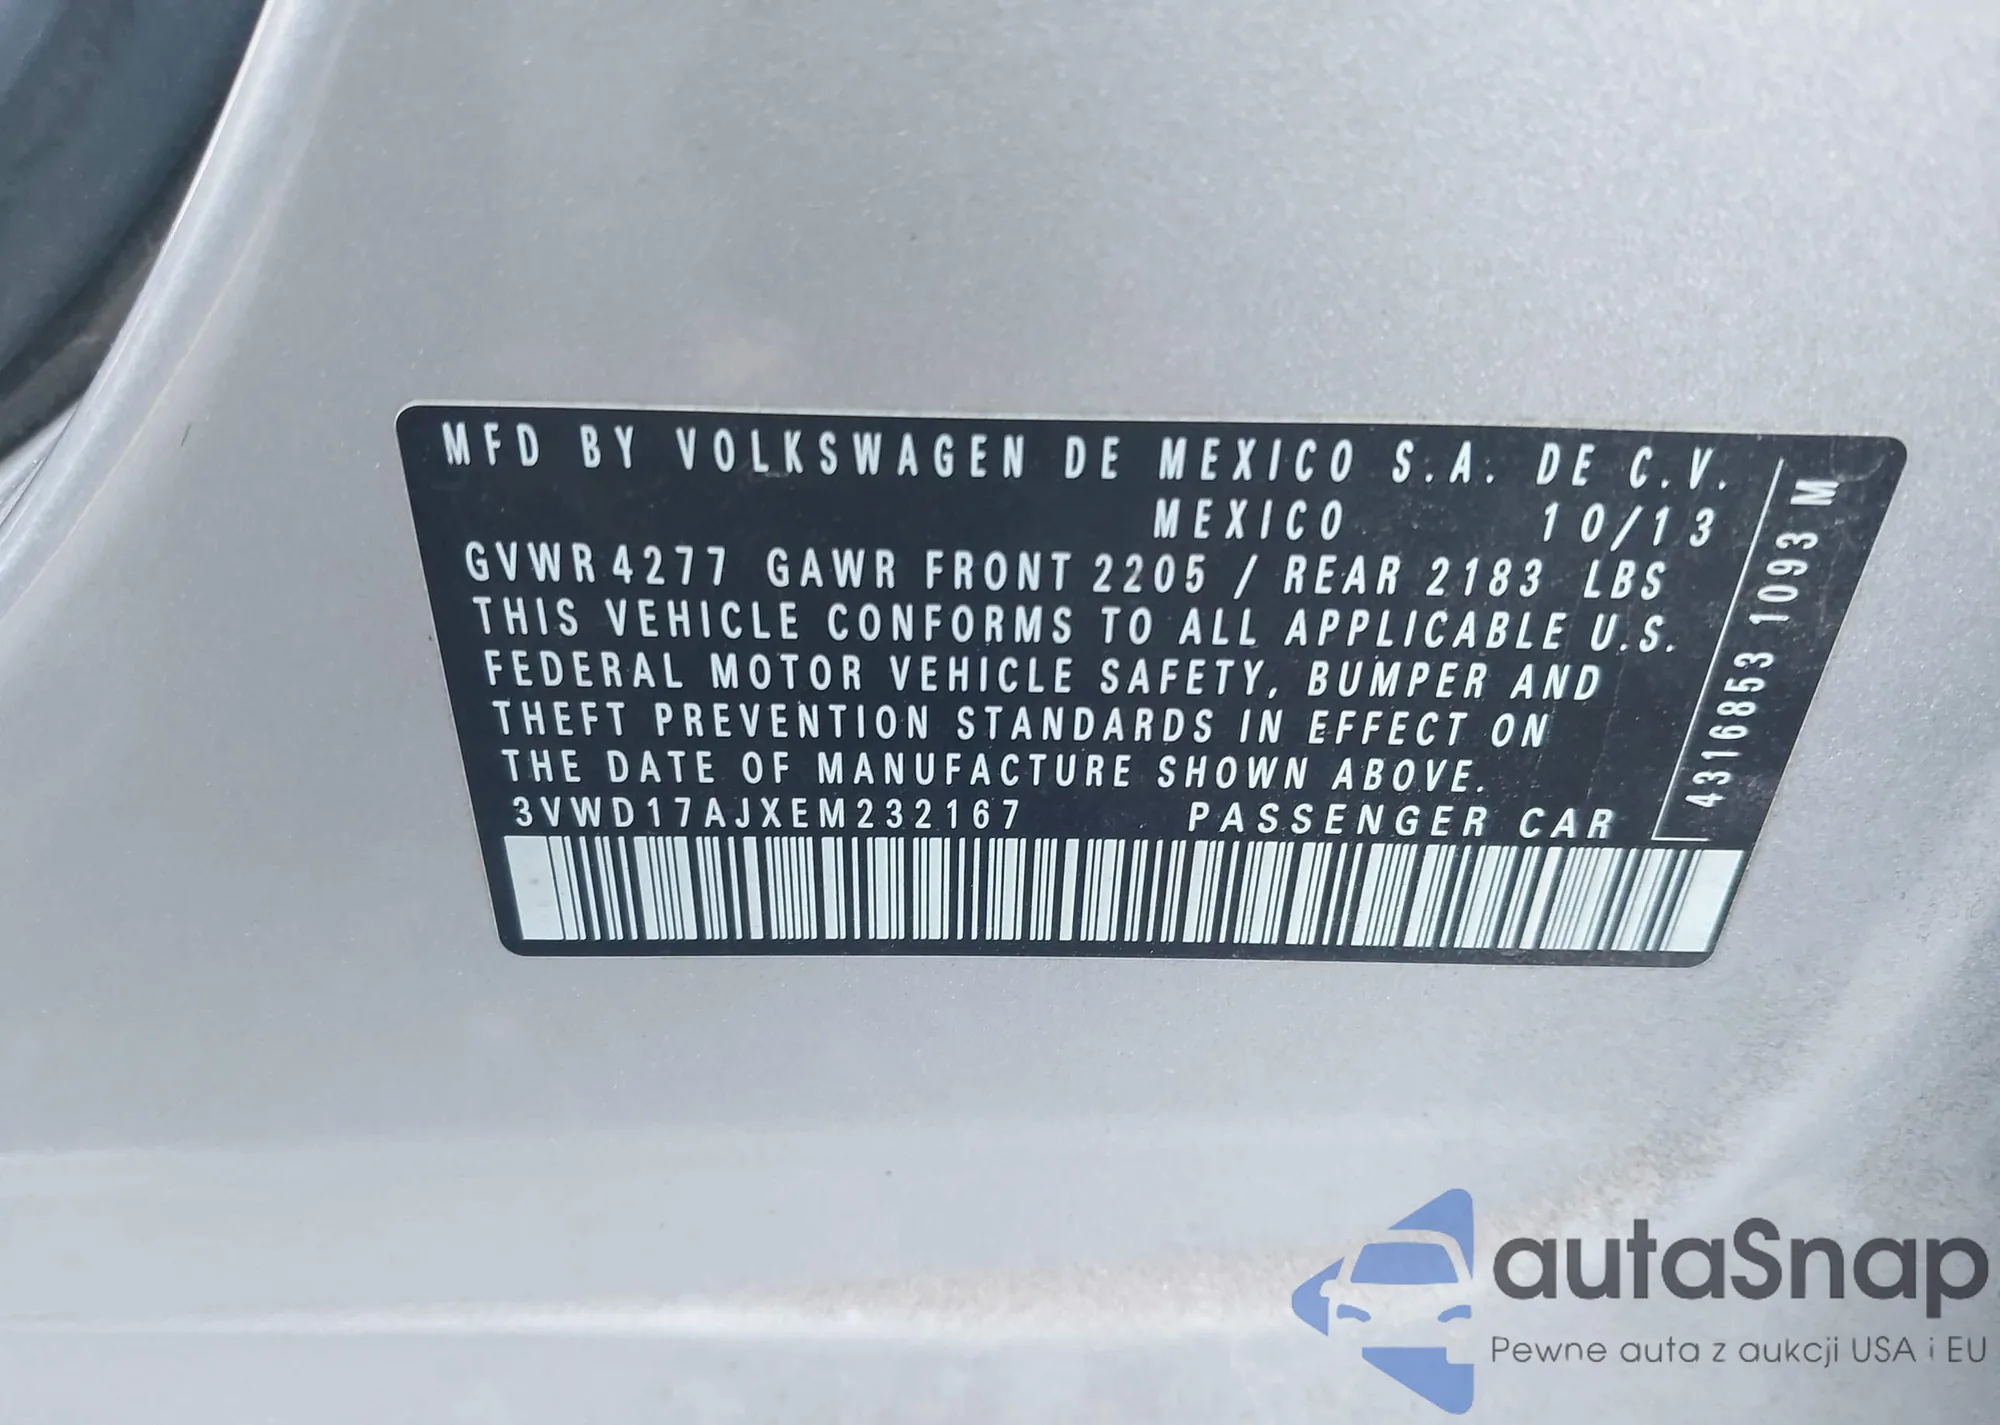 MFD BY VOLKSWAGEN DE MEXICO S.A. DE C.V.
MEXICO 10/13
GVWR 4277 GAWR FRONT 2205 / REAR 2183 LBS
THIS VEHICLE CONFORMS TO ALL APPLICABLE U.S.
FEDERAL MOTOR VEHICLE SAFETY, BUMPER AND
THEFT PREVENTION STANDARDS IN EFFECT ON
THE DATE OF MANUFACTURE SHOWN ABOVE.
3VWD17AJXEM232167 PASSENGER CAR
4316853 1093 M
autaSnap
Pewne auta z aukcji USA i EU